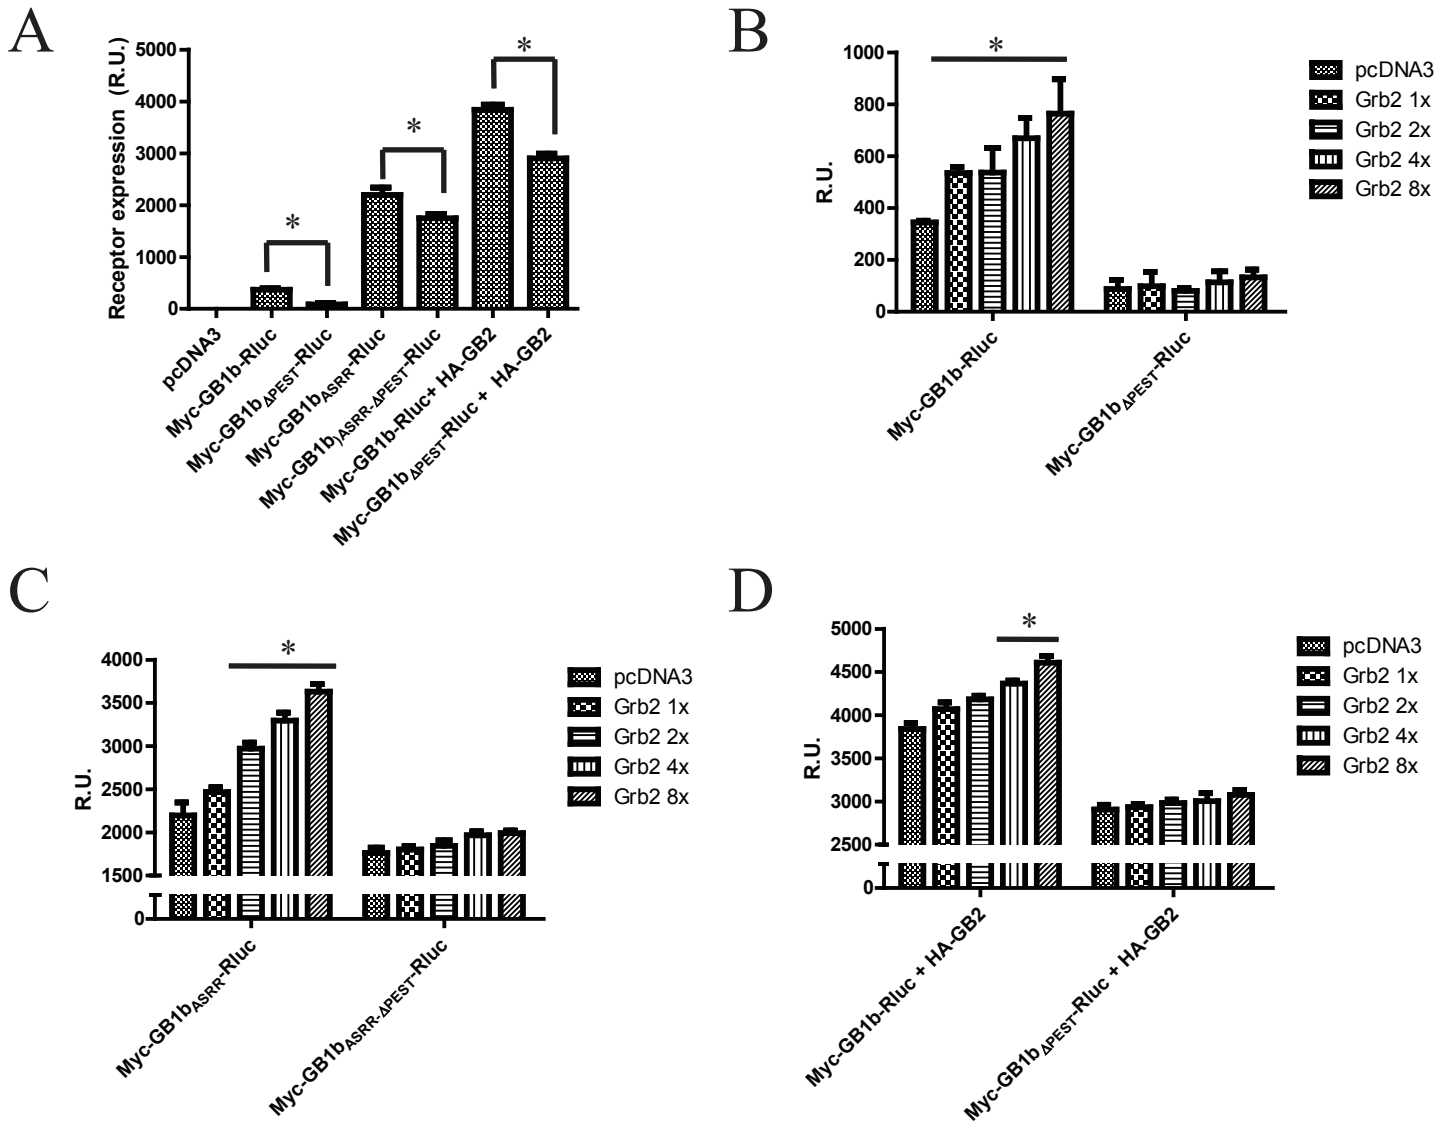 A
Receptor expression (R.U.)
5000
4000
3000
2000
1000
0
*
*
*
pcDNA3
Myc-GB1b-Rluc
Myc-GB1bΔPEST-Rluc
Myc-GB1bASRR-Rluc
Myc-GB1b)ASRR-ΔPEST-Rluc
Myc-GB1b-Rluc+ HA-GB2
Myc-GB1bΔPEST-Rluc + HA-GB2
B
R.U.
1000
800
600
400
200
0
*
Myc-GB1b-Rluc
Myc-GB1bΔPEST-Rluc
pcDNA3
Grb2 1x
Grb2 2x
Grb2 4x
Grb2 8x
C
R.U.
4000
3500
3000
2500
2000
1500
0
*
Myc-GB1bASRR-Rluc
Myc-GB1bASRR-ΔPEST-Rluc
pcDNA3
Grb2 1x
Grb2 2x
Grb2 4x
Grb2 8x
D
R.U.
5000
4500
4000
3500
3000
2500
0
*
Myc-GB1b-Rluc + HA-GB2
Myc-GB1bΔPEST-Rluc + HA-GB2
pcDNA3
Grb2 1x
Grb2 2x
Grb2 4x
Grb2 8x